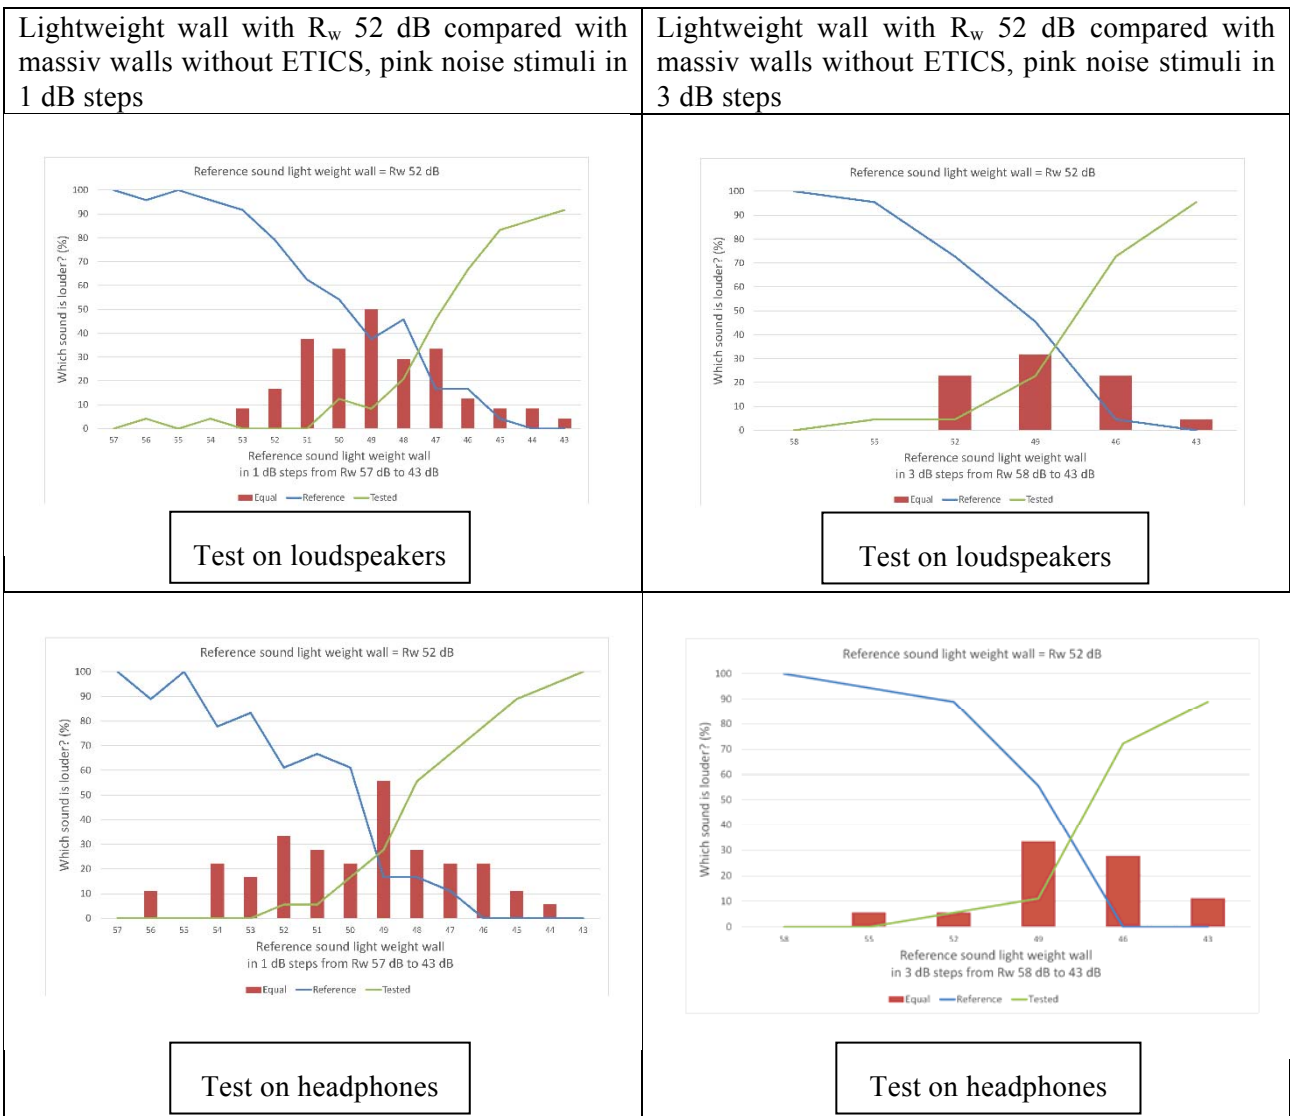 Lightweight wall with Rw 52 dB compared with
massiv walls without ETICS, pink noise stimuli in
1 dB steps
Lightweight wall with Rw 52 dB compared with
massiv walls without ETICS, pink noise stimuli in
3 dB steps
Reference sound light weight wall = Rw 52 dB
Which sound is louder? (%)
100
90
80
70
60
50
40
30
20
10
0
57 56 55 54 53 52 51 50 49 48 47 46 45 44 43
Reference sound light weight wall
in 1 dB steps from Rw 57 dB to 43 dB
Equal Reference Tested
Test on loudspeakers
Reference sound light weight wall = Rw 52 dB
Which sound is louder? (%)
100
90
80
70
60
50
40
30
20
10
0
58 55 52 49 46 43
Reference sound light weight wall
in 3 dB steps from Rw 58 dB to 43 dB
Equal Reference Tested
Test on loudspeakers
Reference sound light weight wall = Rw 52 dB
Which sound is louder? (%)
100
90
80
70
60
50
40
30
20
10
0
57 56 55 54 53 52 51 50 49 48 47 46 45 44 43
Reference sound light weight wall
in 1 dB steps from Rw 57 dB to 43 dB
Equal Reference Tested
Test on headphones
Reference sound light weight wall = Rw 52 dB
Which sound is louder? (%)
100
90
80
70
60
50
40
30
20
10
0
58 55 52 49 46 43
Reference sound light weight wall
in 3 dB steps from Rw 58 dB to 43 dB
Equal Reference Tested
Test on headphones